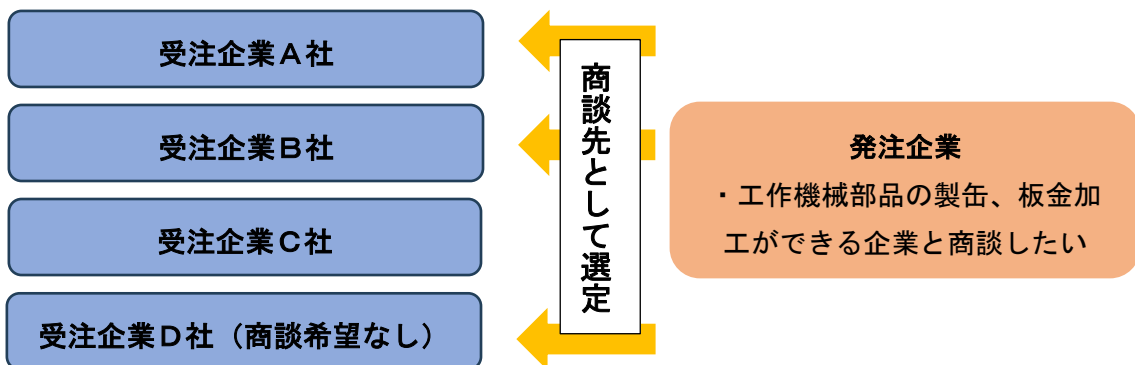 受注企業A社
受注企業B社
受注企業C社
受注企業D社（商談希望なし）
商談先として選定
発注企業
・工作機械部品の製缶、板金加
工ができる企業と商談したい